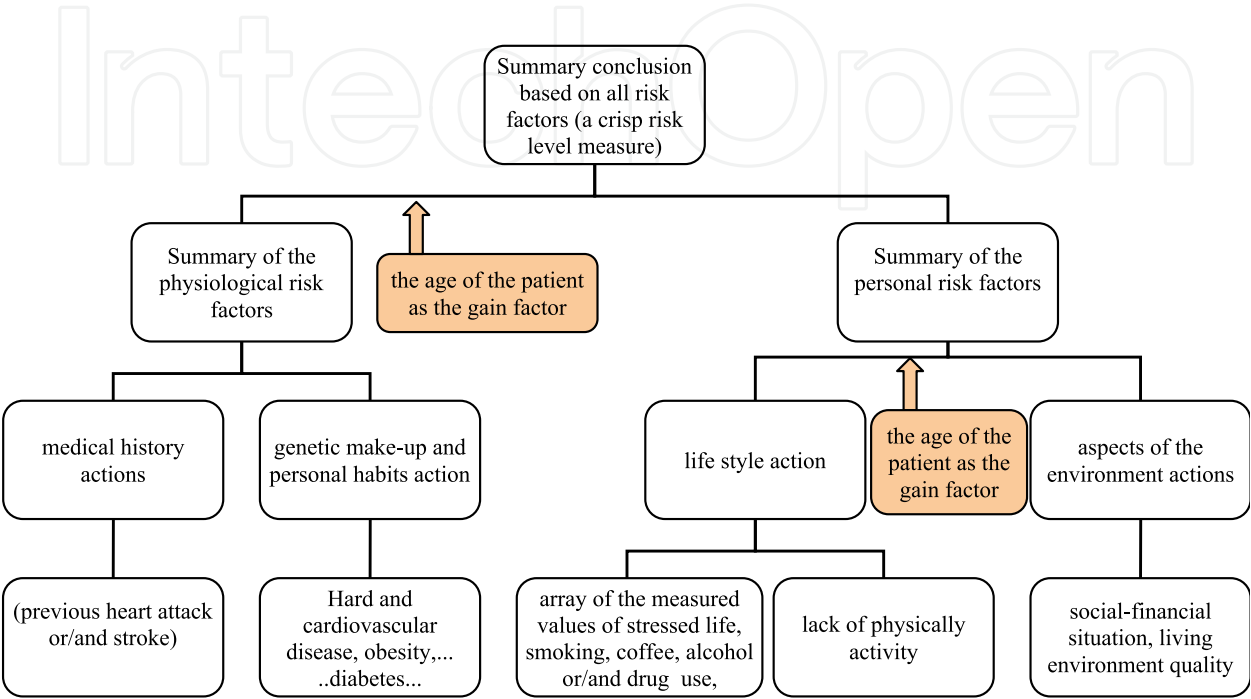 IntechOpen
Summary conclusion
based on all risk
factors (a crisp risk
level measure)
Summary of the
physiological risk
factors
the age of the patient
as the gain factor
Summary of the
personal risk factors
medical history
actions
genetic make-up and
personal habits action
life style action
the age of the
patient as the
gain factor
aspects of the
environment actions
(previous heart attack
or/and stroke)
Hard and
cardiovascular
disease, obesity,...
..diabetes...
array of the measured
values of stressed life,
smoking, coffee, alcohol
or/and drug use,
lack of physically
activity
social-financial
situation, living
environment quality